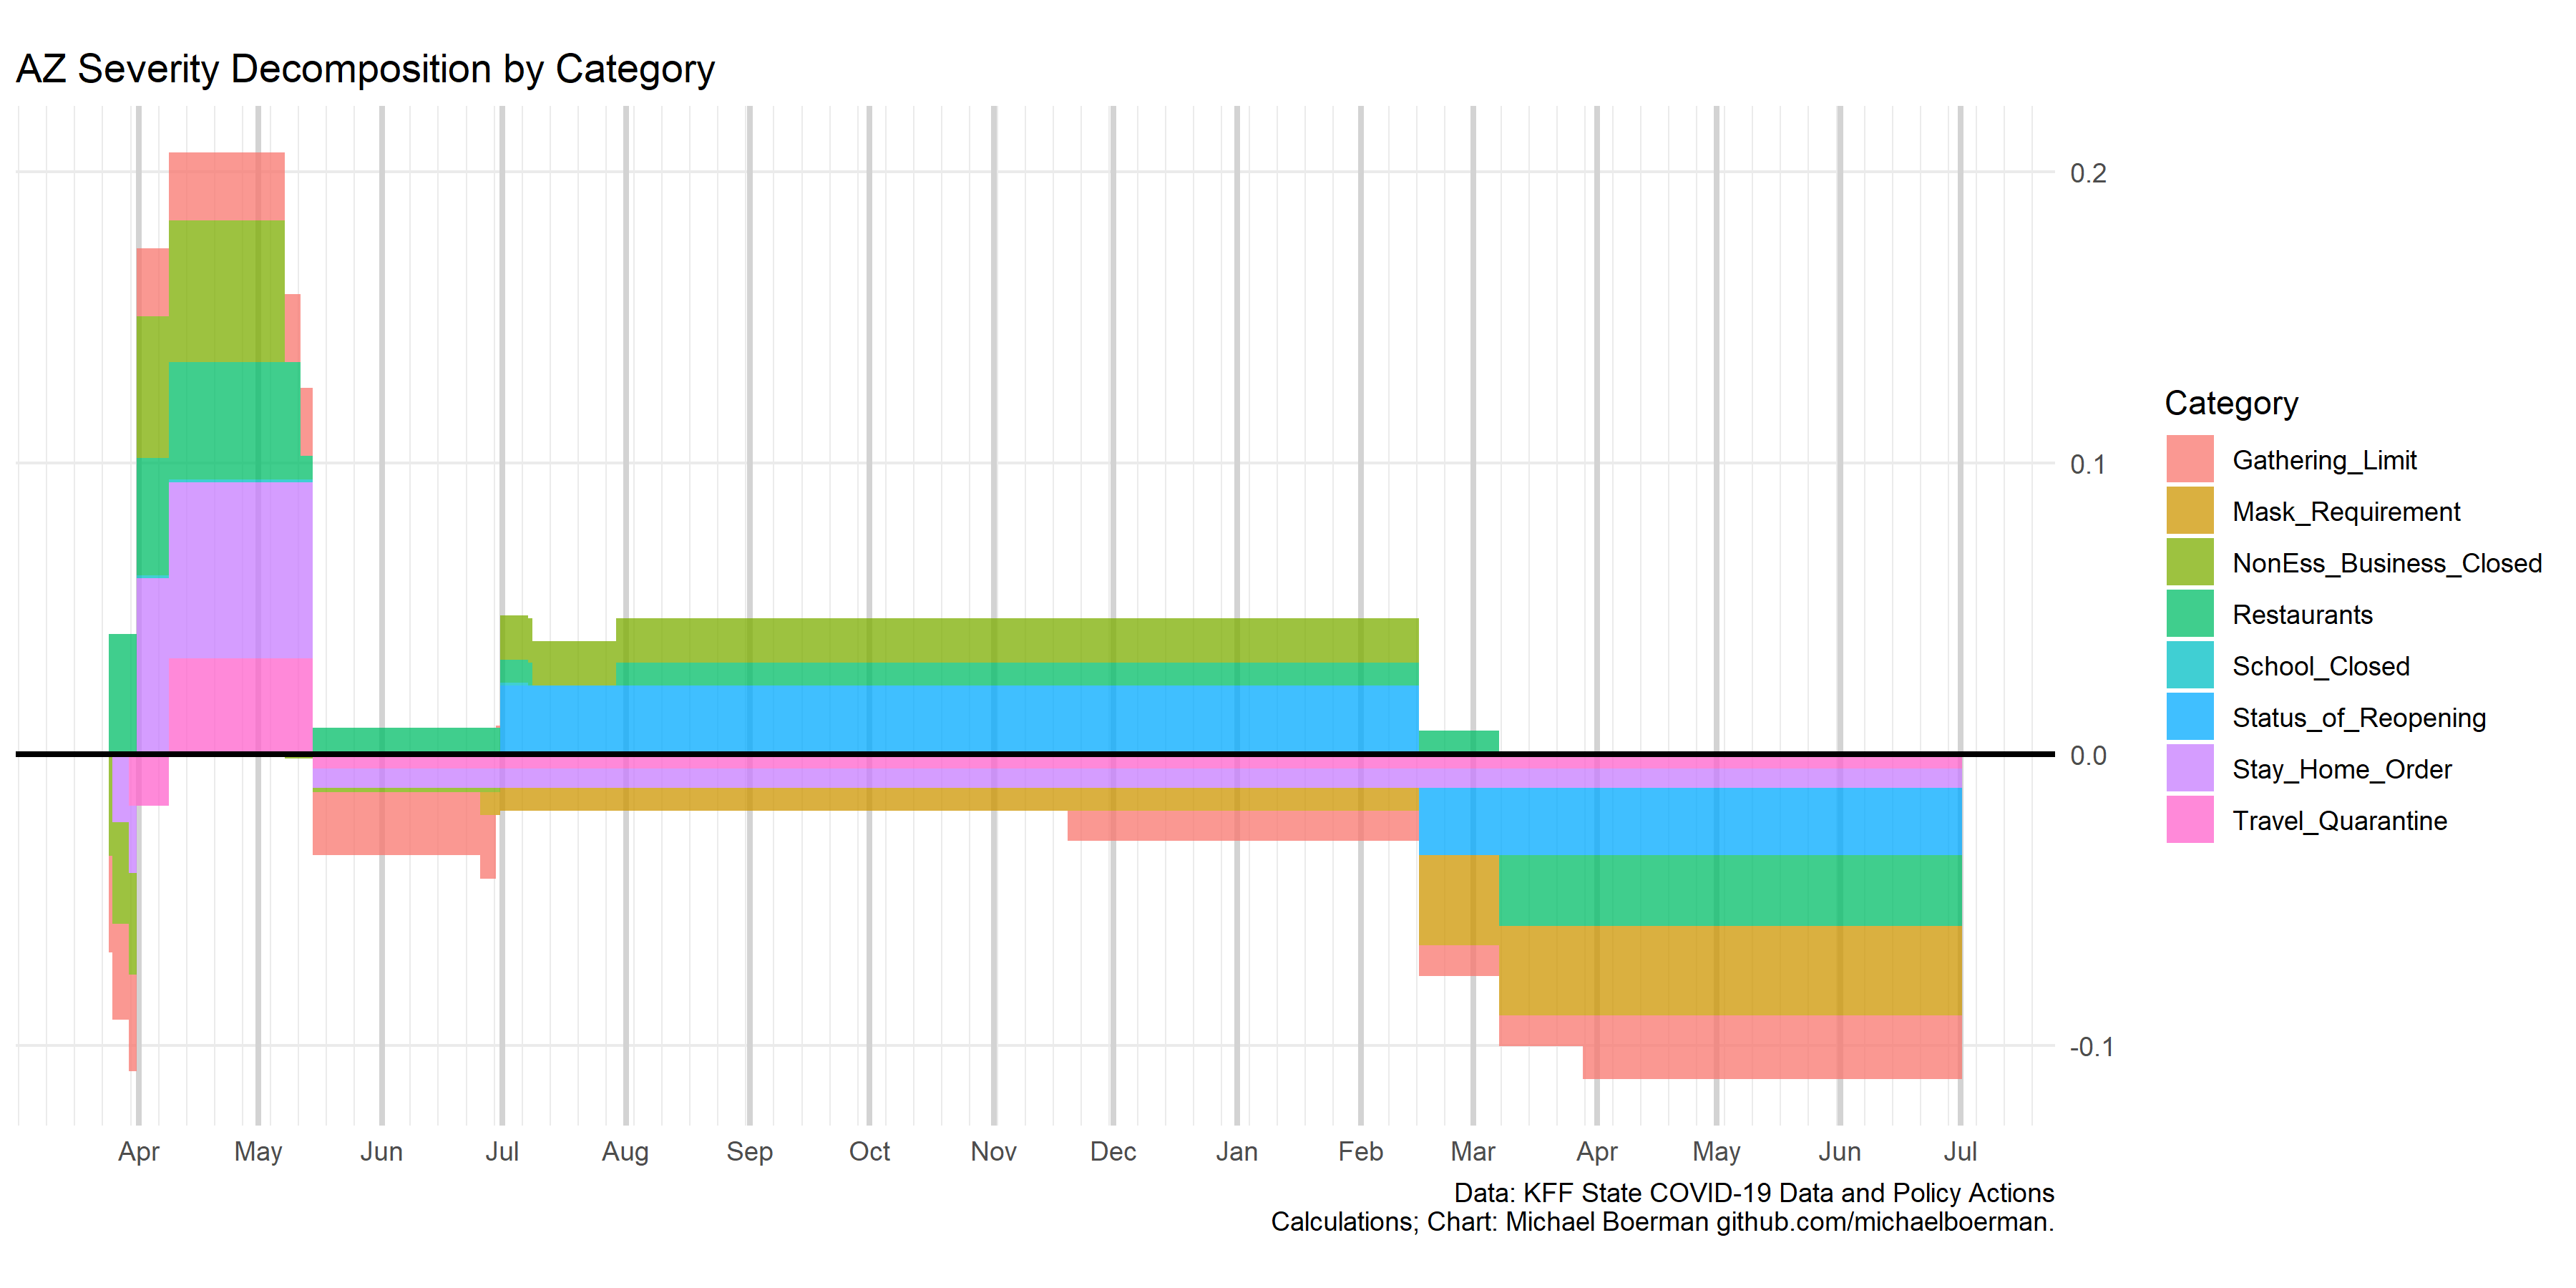 AZ Severity Decomposition by Category
0.2
0.1
0.0
-0.1
Apr May Jun Jul Aug Sep Oct Nov Dec Jan Feb Mar Apr May Jun Jul
Category
Gathering_Limit
Mask_Requirement
NonEss_Business_Closed
Restaurants
School_Closed
Status_of_Reopening
Stay_Home_Order
Travel_Quarantine
Data: KFF State COVID-19 Data and Policy Actions
Calculations; Chart: Michael Boerman github.com/michaelboerman.